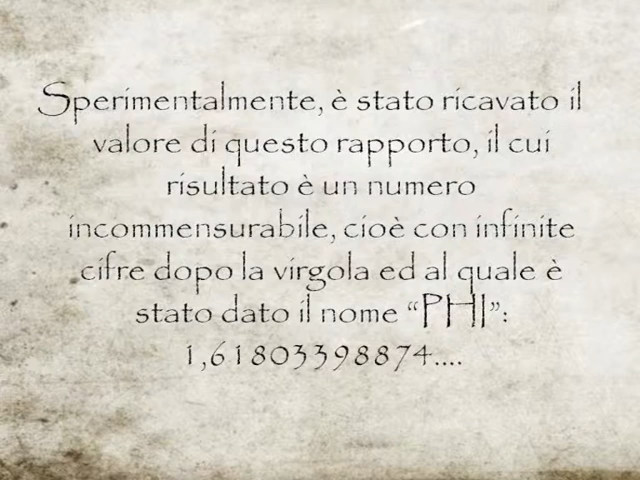 Sperimentalmente, è stato ricavato il
valore di questo rapporto, il cui
risultato è un numero
incommensurabile, cioè con infinite
cifre dopo la virgola ed al quale è
stato dato il nome “PHI”:
1,61803398874....